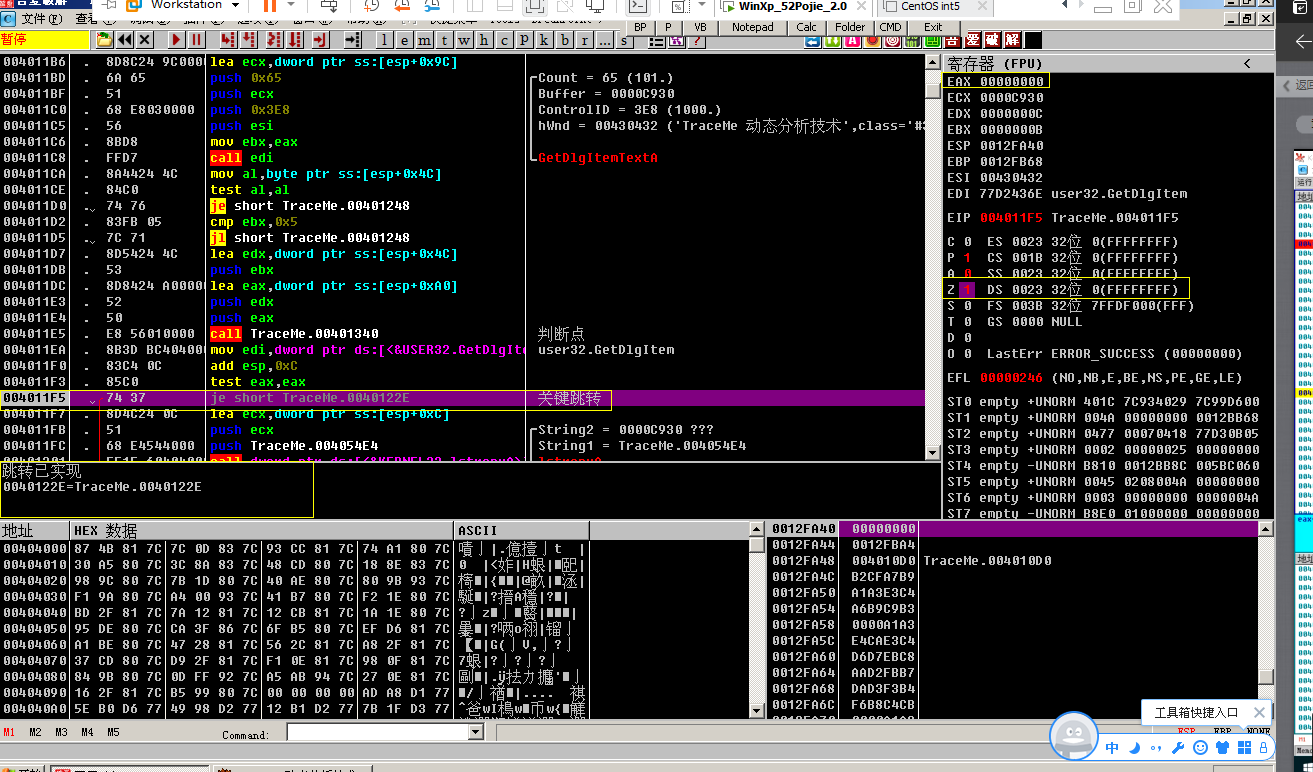 Workstation
WinXp_52Pojie_2.0
CentOS int5
BP P VB Notepad Calc Folder CMD Exit
暂停
l e m t w h c p k b r ... s
吾 爱 破 解
004011B6 . 8D8C24 9C0000 lea ecx,dword ptr ss:[esp+0x9C]
004011BD . 6A 65 push 0x65 Count = 65 (101.)
004011BF . 51 push ecx Buffer = 0000C930
004011C0 . 68 E8030000 push 0x3E8 ControlID = 3E8 (1000.)
004011C5 . 56 push esi hWnd = 00430432 ('TraceMe 动态分析技术',class='#3
004011C6 . 8BD8 mov ebx,eax
004011C8 . FFD7 call edi GetDlgItemTextA
004011CA . 8A4424 4C mov al,byte ptr ss:[esp+0x4C]
004011CE . 84C0 test al,al
004011D0 . 74 76 je short TraceMe.00401248
004011D2 . 83FB 05 cmp ebx,0x5
004011D5 . 7C 71 jl short TraceMe.00401248
004011D7 . 8D5424 4C lea edx,dword ptr ss:[esp+0x4C]
004011DB . 53 push ebx
004011DC . 8D8424 A00000 lea eax,dword ptr ss:[esp+0xA0]
004011E3 . 52 push edx
004011E4 . 50 push eax
004011E5 . E8 56010000 call TraceMe.00401340 判断点
004011EA . 8B3D BC404000 mov edi,dword ptr ds:[<&USER32.GetDlgIte user32.GetDlgItem
004011F0 . 83C4 0C add esp,0xC
004011F3 . 85C0 test eax,eax
004011F5 . 74 37 je short TraceMe.0040122E 关键跳转
004011F7 . 8D4C24 0C lea ecx,dword ptr ss:[esp+0xC]
004011FB . 51 push ecx String2 = 0000C930 ???
004011FC . 68 E4544000 push TraceMe.004054E4 String1 = TraceMe.004054E4
跳转已实现
0040122E=TraceMe.0040122E
寄存器 (FPU) <
EAX 00000000
ECX 0000C930
EDX 0000000C
EBX 0000000B
ESP 0012FA40
EBP 0012FB68
ESI 00430432
EDI 77D2436E user32.GetDlgItem
EIP 004011F5 TraceMe.004011F5
C 0 ES 0023 32位 0(FFFFFFFF)
P 1 CS 001B 32位 0(FFFFFFFF)
A 0 SS 0023 32位 0(FFFFFFFF)
Z 1 DS 0023 32位 0(FFFFFFFF)
S 0 FS 003B 32位 7FFDF000(FFF)
T 0 GS 0000 NULL
D 0
O 0 LastErr ERROR_SUCCESS (00000000)
EFL 00000246 (NO,NB,E,BE,NS,PE,GE,LE)
ST0 empty +UNORM 401C 7C934029 7C99D600
ST1 empty +UNORM 004A 00000000 0012BB68
ST2 empty +UNORM 0477 00070418 77D30B05
ST3 empty +UNORM 0002 00000025 00000000
ST4 empty -UNORM B810 0012BB8C 005BC060
ST5 empty +UNORM 0045 0208004A 00000000
ST6 empty +UNORM 0003 00000000 0000004A
ST7 empty -UNORM B8E0 01000000 00000000
地址 HEX 数据 ASCII
00404000 87 4B 81 7C 7C 0D 83 7C 93 CC 81 7C 74 A1 80 7C
00404010 30 A5 80 7C 3C 8A 83 7C 48 CD 80 7C 18 8E 83 7C
00404020 98 9C 80 7C 7B 1D 80 7C 40 AE 80 7C 80 9B 93 7C
00404030 F1 9A 80 7C A4 00 93 7C 41 B7 80 7C F2 1E 80 7C
00404040 BD 2F 81 7C 7A 12 81 7C 12 CB 81 7C 1A 1E 80 7C
00404050 95 DE 80 7C CA 3F 86 7C 6F B5 80 7C EF D6 81 7C
00404060 A1 BE 80 7C 47 28 81 7C 56 2C 81 7C A8 2F 81 7C
00404070 37 CD 80 7C D9 2F 81 7C F1 0E 81 7C 98 0F 81 7C
00404080 84 9B 80 7C 0D FF 92 7C A5 AB 94 7C 27 0E 81 7C
00404090 16 2F 81 7C B5 99 80 7C 00 00 00 00 AD A8 D1 77
004040A0 5E B0 D6 77 49 98 D2 77 12 B1 D2 77 7B 1F D3 77
0012FA40 00000000
0012FA44 0012FBA4
0012FA48 004010D0 TraceMe.004010D0
0012FA4C B2CFA7B9
0012FA50 A1A3E3C4
0012FA54 A6B9C9B3
0012FA58 0000A1A3
0012FA5C E4CAE3C4
0012FA60 D6D7EBC8
0012FA64 AAD2FBB7
0012FA68 DAD3F3B4
0012FA6C F6B8C4CB
M1 M2 M3 M4 M5 Command:
工具箱快捷入口
中